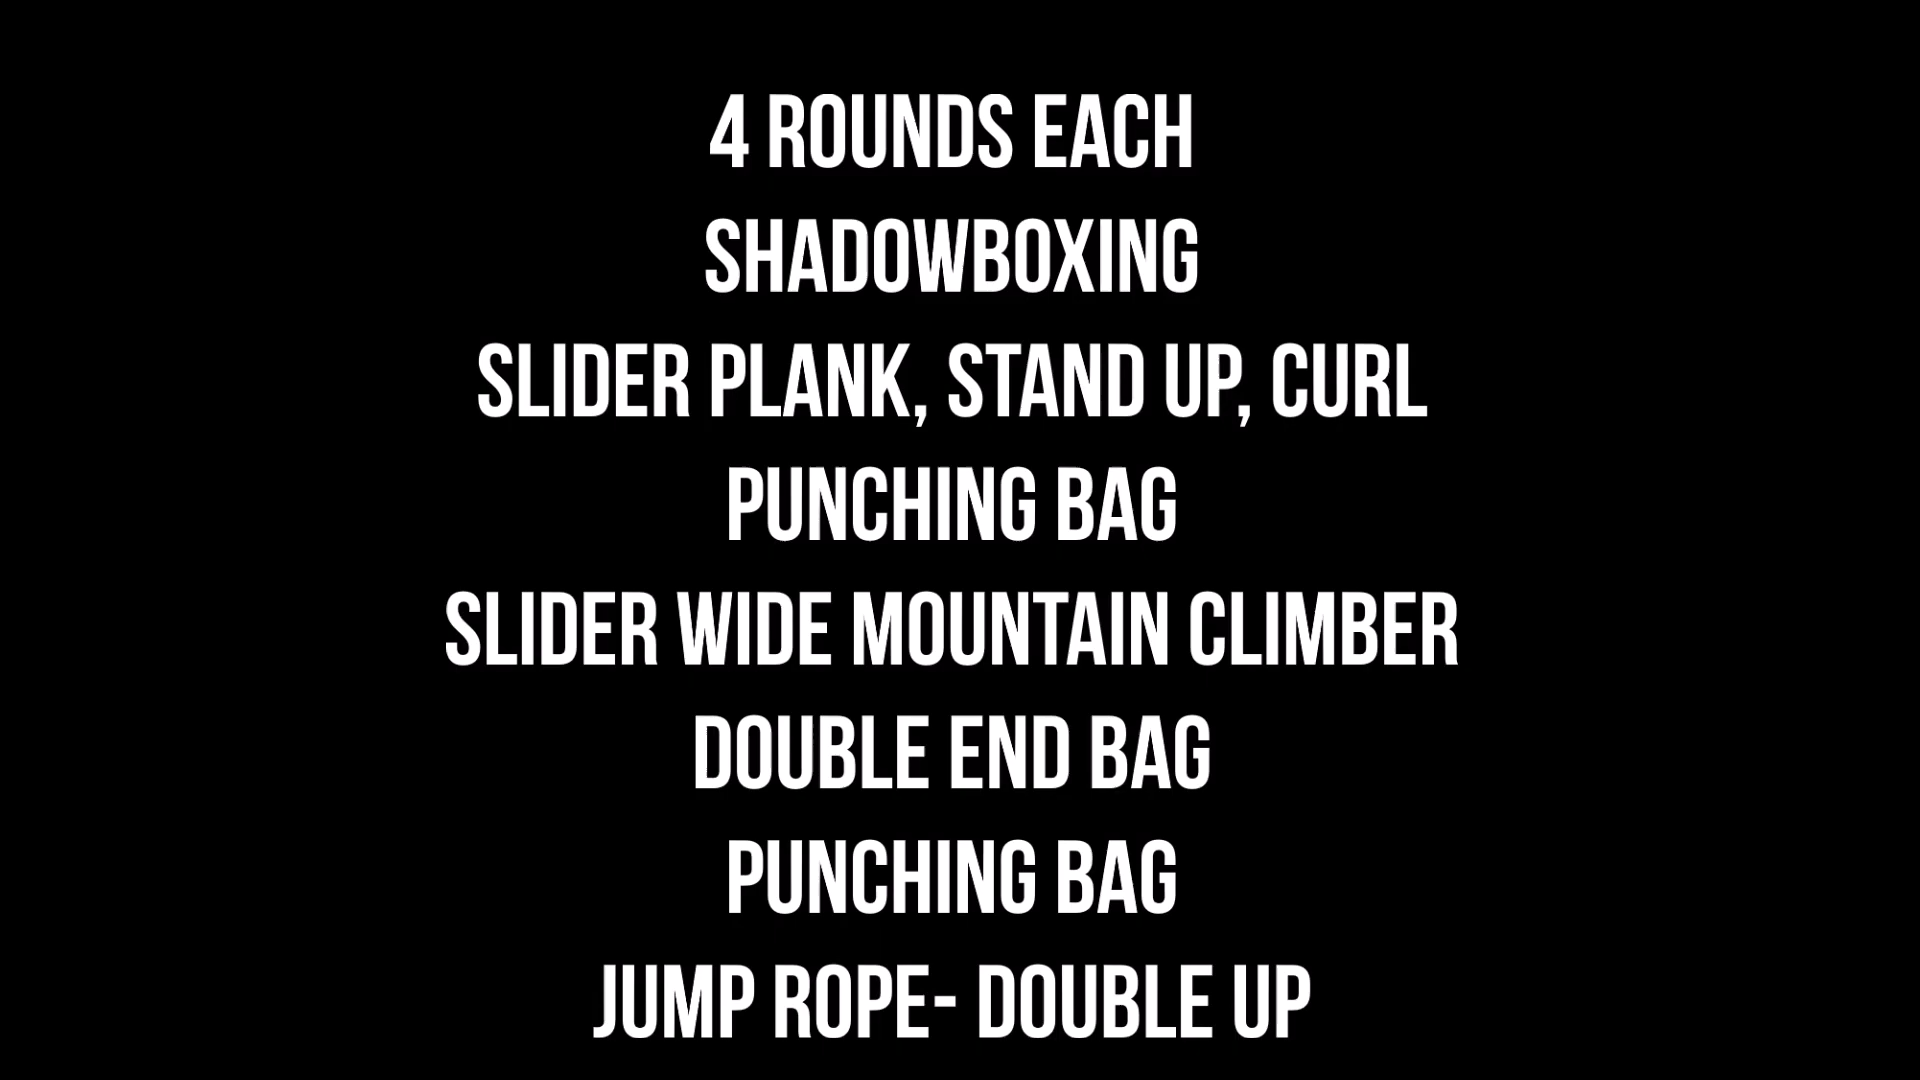 4 ROUNDS EACH
SHADOWBOXING
SLIDER PLANK, STAND UP, CURL
PUNCHING BAG
SLIDER WIDE MOUNTAIN CLIMBER
DOUBLE END BAG
PUNCHING BAG
JUMP ROPE- DOUBLE UP